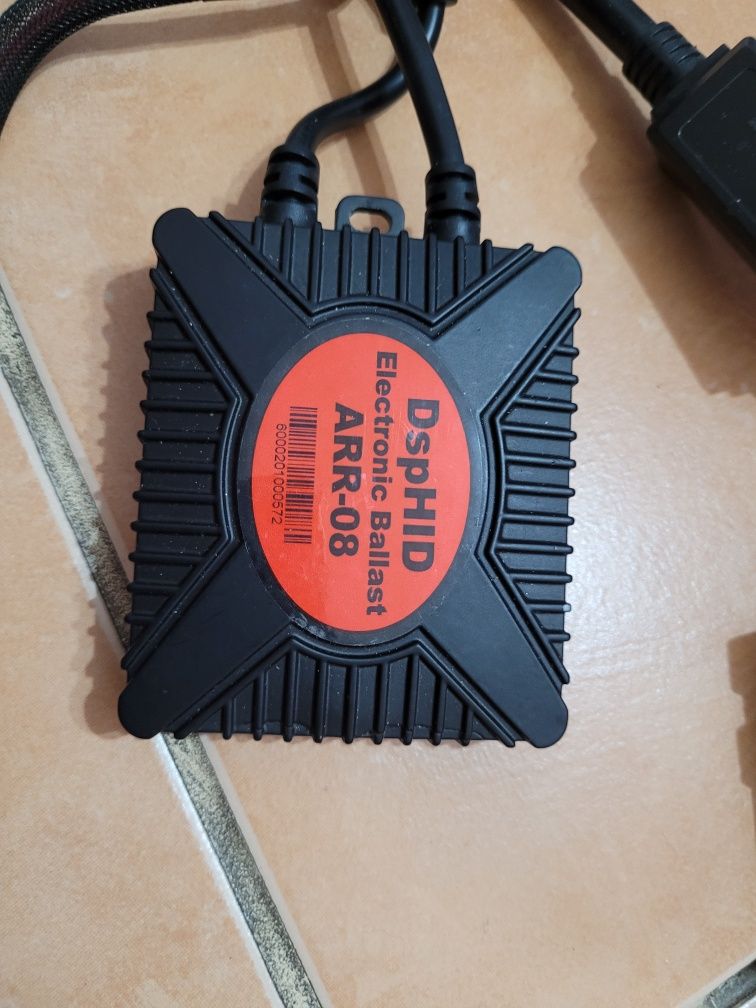 DspHID
Electronic Ballast
ARR-08
6000201000572